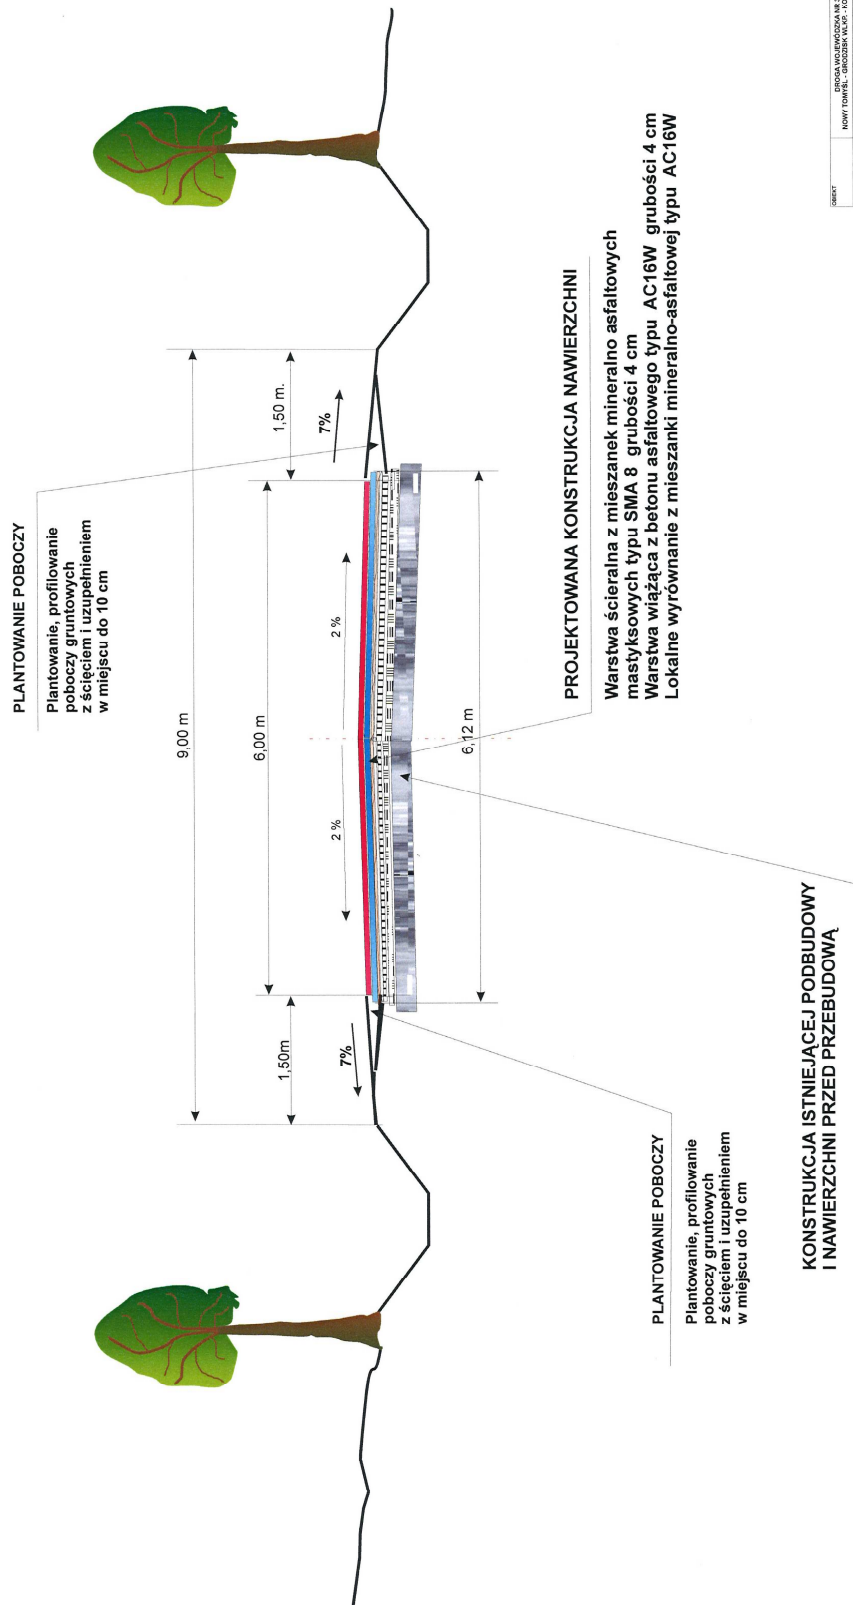 PLANTOWANIE POBOCZY
Plantowanie, profilowanie
poboczy gruntowych
z ścięciem i uzupełnieniem
w miejscu do 10 cm
9,00 m
1,50m
6,00 m
1,50 m.
7%
2 %
2 %
7%
6,12 m
PROJEKTOWANA KONSTRUKCJA NAWIERZCHNI
Warstwa ścieralna z mieszanek mineralno asfaltowych
mastyksowych typu SMA 8 grubości 4 cm
Warstwa wiążąca z betonu asfaltowego typu AC16W grubości 4 cm
Lokalne wyrównanie z mieszanki mineralno-asfaltowej typu AC16W
PLANTOWANIE POBOCZY
Plantowanie, profilowanie
poboczy gruntowych
z ścięciem i uzupełnieniem
w miejscu do 10 cm
KONSTRUKCJA ISTNIEJĄCEJ PODBUDOWY
I NAWIERZCHNI PRZED PRZEBUDOWĄ
OBIEKT
DROGA WOJEWÓDZKA NR
NOWY TOMYŚL - GRODZISK WLKP. -